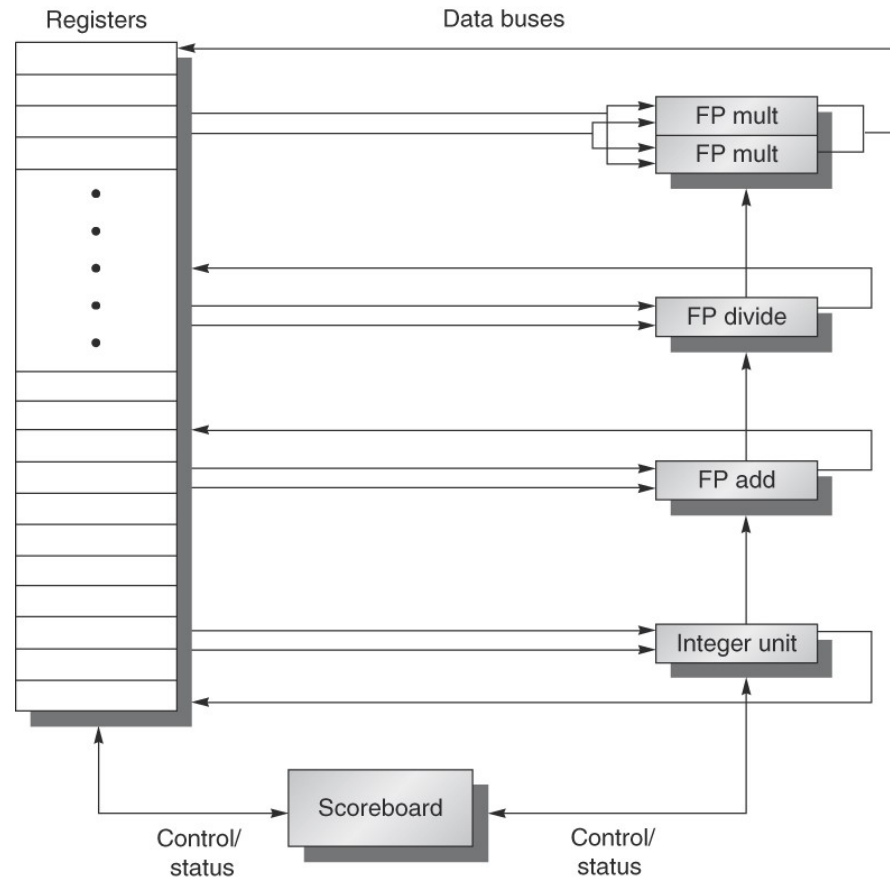 Registers
Data buses
FP mult
FP mult
FP divide
FP add
Integer unit
Scoreboard
Control/
status
Control/
status